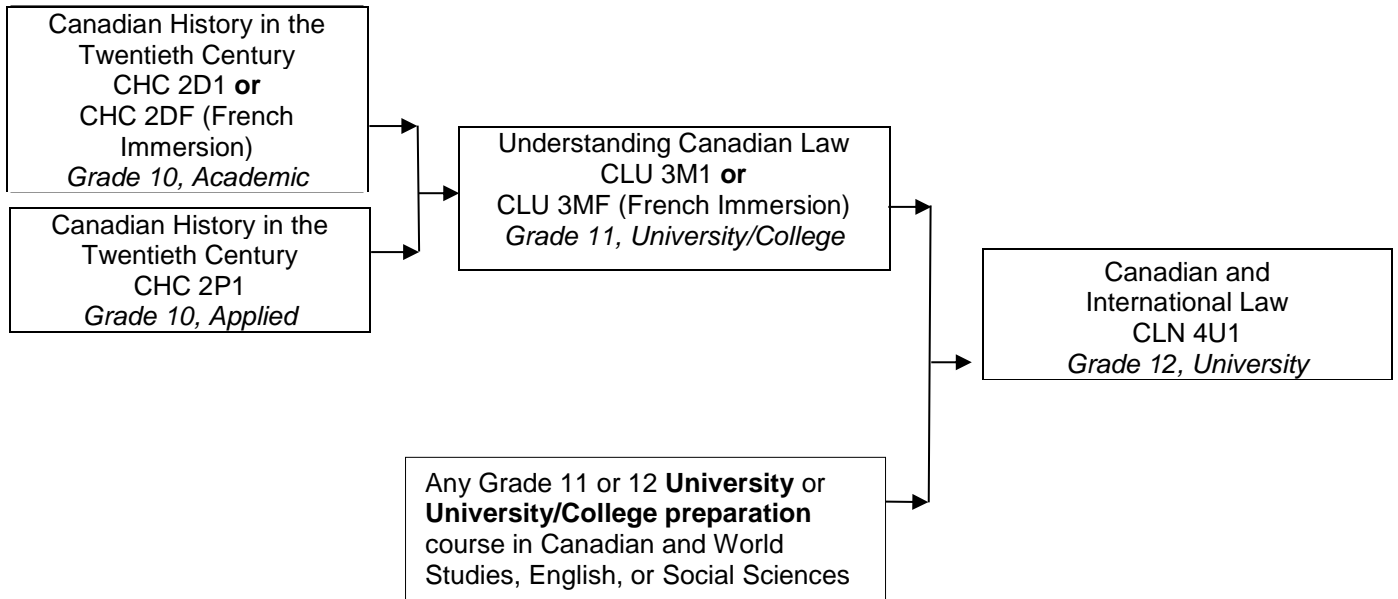 Canadian History in the
Twentieth Century
CHC 2D1 or
CHC 2DF (French
Immersion)
Grade 10, Academic
Canadian History in the
Twentieth Century
CHC 2P1
Grade 10, Applied
Understanding Canadian Law
CLU 3M1 or
CLU 3MF (French Immersion)
Grade 11, University/College
Canadian and
International Law
CLN 4U1
Grade 12, University
Any Grade 11 or 12 University or
University/College preparation
course in Canadian and World
Studies, English, or Social Sciences